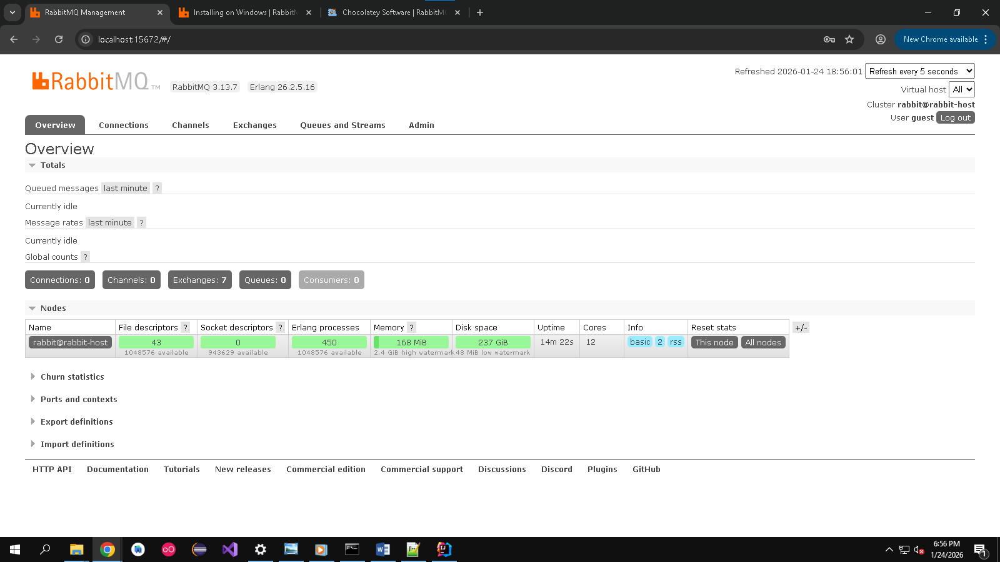 RabbitMQ Management
Installing on Windows | Rabbit
Chocolatey Software | Rabbit
localhost:15672/#/
New Chrome available
RabbitMQ TM
RabbitMQ 3.13.7 Erlang 26.2.5.16
Refreshed 2026-01-24 18:56:01 Refresh every 5 seconds
Virtual host All
Cluster rabbit@rabbit-host
User guest Log out
Overview Connections Channels Exchanges Queues and Streams Admin
Overview
Totals
Queued messages last minute ?
Currently idle
Message rates last minute ?
Currently idle
Global counts ?
Connections: 0 Channels: 0 Exchanges: 7 Queues: 0 Consumers: 0
Nodes
Name File descriptors ? Socket descriptors ? Erlang processes Memory ? Disk space Uptime Cores Info Reset stats +/-
rabbit@rabbit-host 43 0 450 168 MiB 237 GiB 14m 22s 12 basic 2 rss This node All nodes
1048576 available 943629 available 1048576 available 2.4 GiB high watermark 48 MiB low watermark
Churn statistics
Ports and contexts
Export definitions
Import definitions
HTTP API Documentation Tutorials New releases Commercial edition Commercial support Discussions Discord Plugins GitHub
6:56 PM
1/24/2026
1